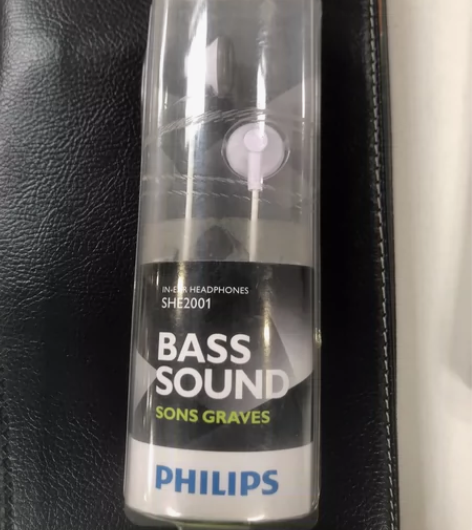 IN-EAR HEADPHONES
SHE2001
BASS
SOUND
SONS GRAVES
PHILIPS